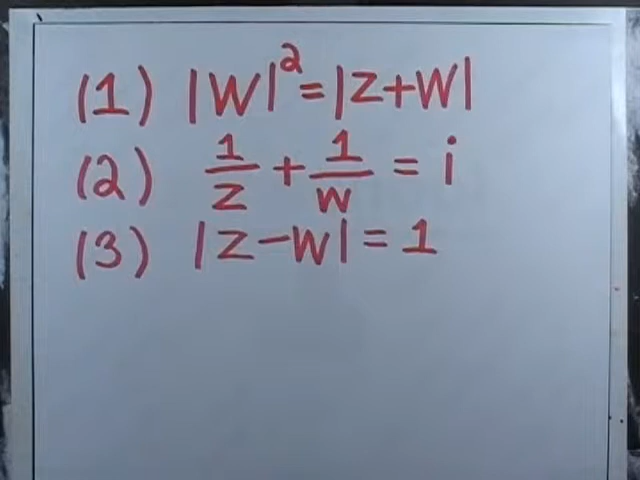 (1) |W|² = |Z+W|
(2) 1/Z + 1/W = i
(3) |Z-W| = 1